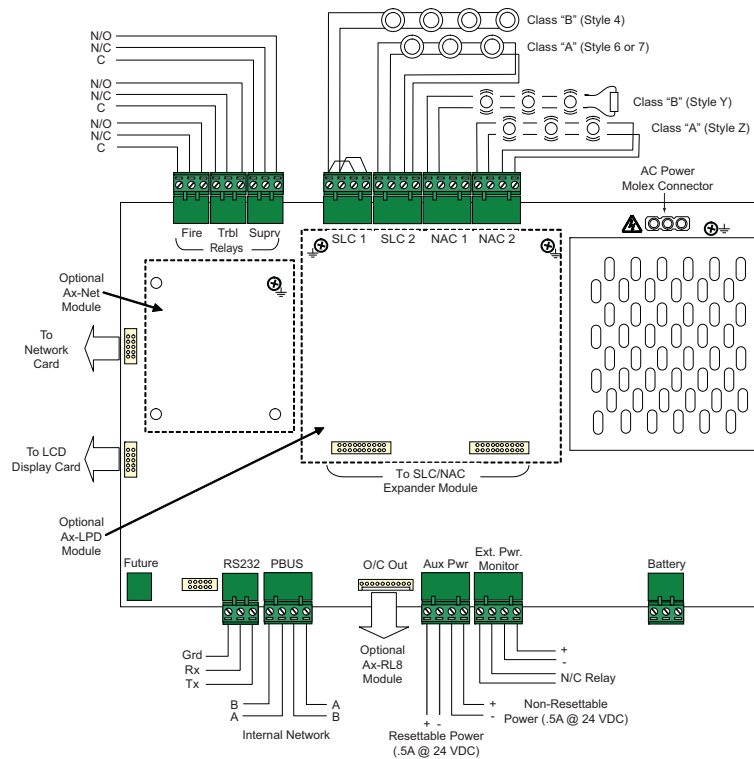 Class “B” (Style 4)
N/O
N/C
C
Class “A” (Style 6 or 7)
N/O
N/C
C
Class “B” (Style Y)
N/O
N/C
C
Class “A” (Style Z)
AC Power
Molex Connector
Fire
Trbl
Suprv
Relays
SLC 1
SLC 2
NAC 1
NAC 2
Optional
Ax-Net
Module
To
Network
Card
To LCD
Display Card
To SLC/NAC
Expander Module
Optional
Ax-LPD
Module
Future
RS232
PBUS
O/C Out
Aux Pwr
Ext. Pwr.
Monitor
Battery
Grd
Rx
Tx
B
A
A
B
Internal Network
Optional
Ax-RL8
Module
+
-
N/C Relay
+
-
Non-Resettable
Power (.5A @ 24 VDC)
+ -
Resettable Power
(.5A @ 24 VDC)